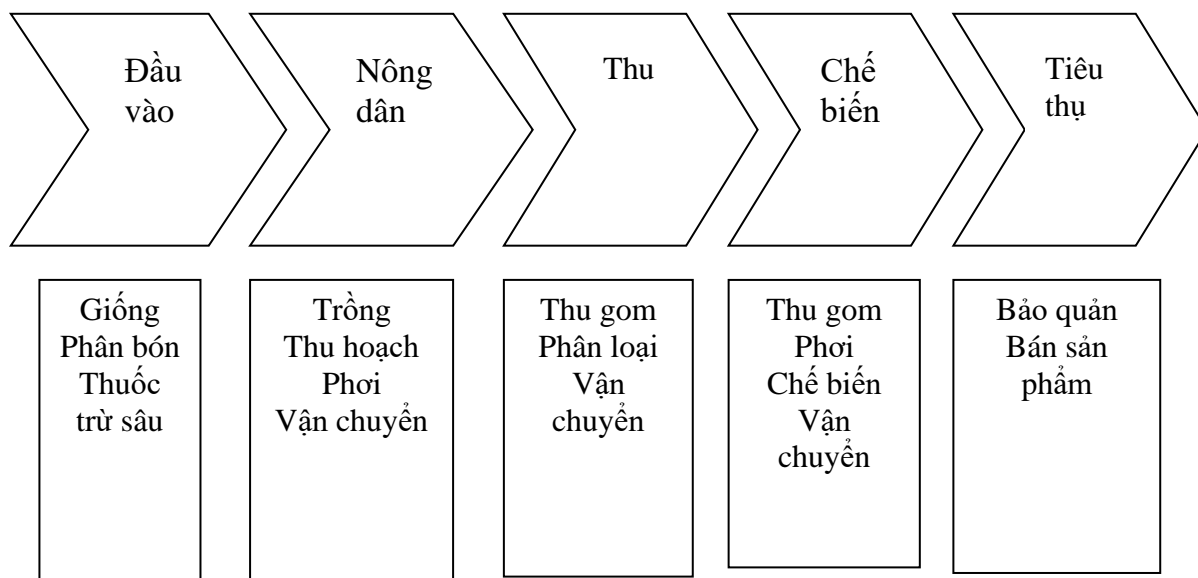 Đầu
vào
Nông
dân
Thu
Chế
biến
Tiêu
thụ
Giống
Phân bón
Thuốc
trừ sâu
Trồng
Thu hoạch
Phơi
Vận chuyển
Thu gom
Phân loại
Vận
chuyển
Thu gom
Phơi
Chế biến
Vận
chuyển
Bảo quản
Bán sản
phẩm